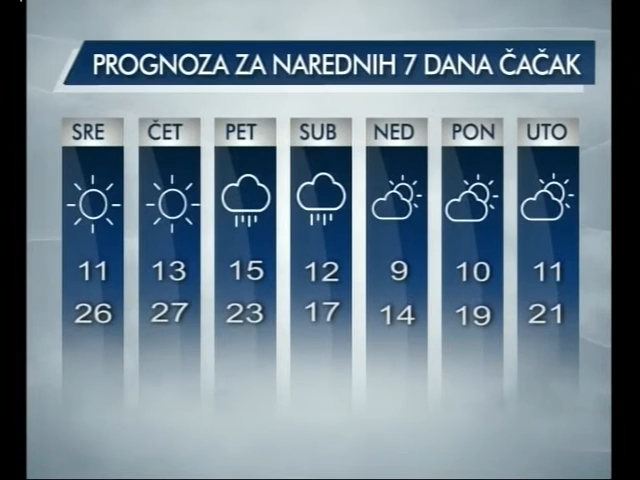 PROGNOZA ZA NAREDNIH 7 DANA ČAČAK
SRE ČET PET SUB NED PON UTO
11 13 15 12 9 10 11
26 27 23 17 14 19 21